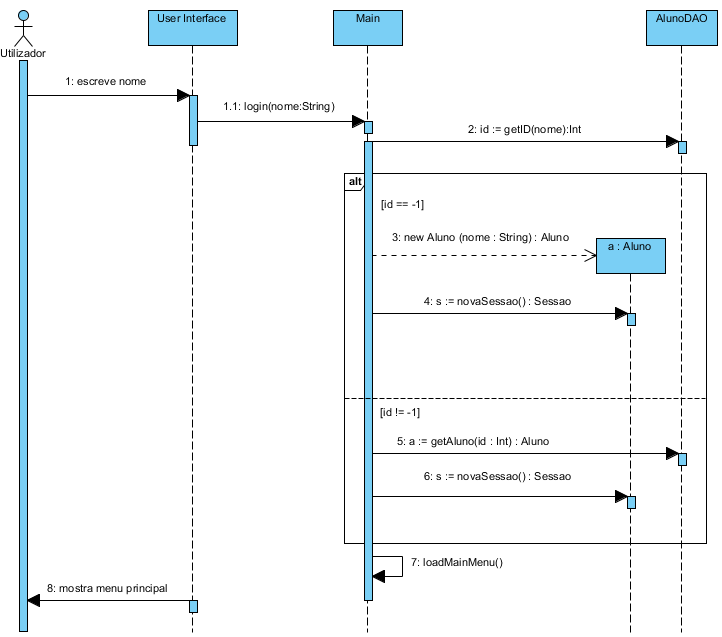 User Interface
Main
AlunoDAO
Utilizador
1: escreve nome
1.1: login(nome:String)
2: id := getID(nome):Int
alt
[id == -1]
3: new Aluno (nome : String) : Aluno
a : Aluno
4: s := novaSessao() : Sessao
[id != -1]
5: a := getAluno(id : Int) : Aluno
6: s := novaSessao() : Sessao
7: loadMainMenu()
8: mostra menu principal